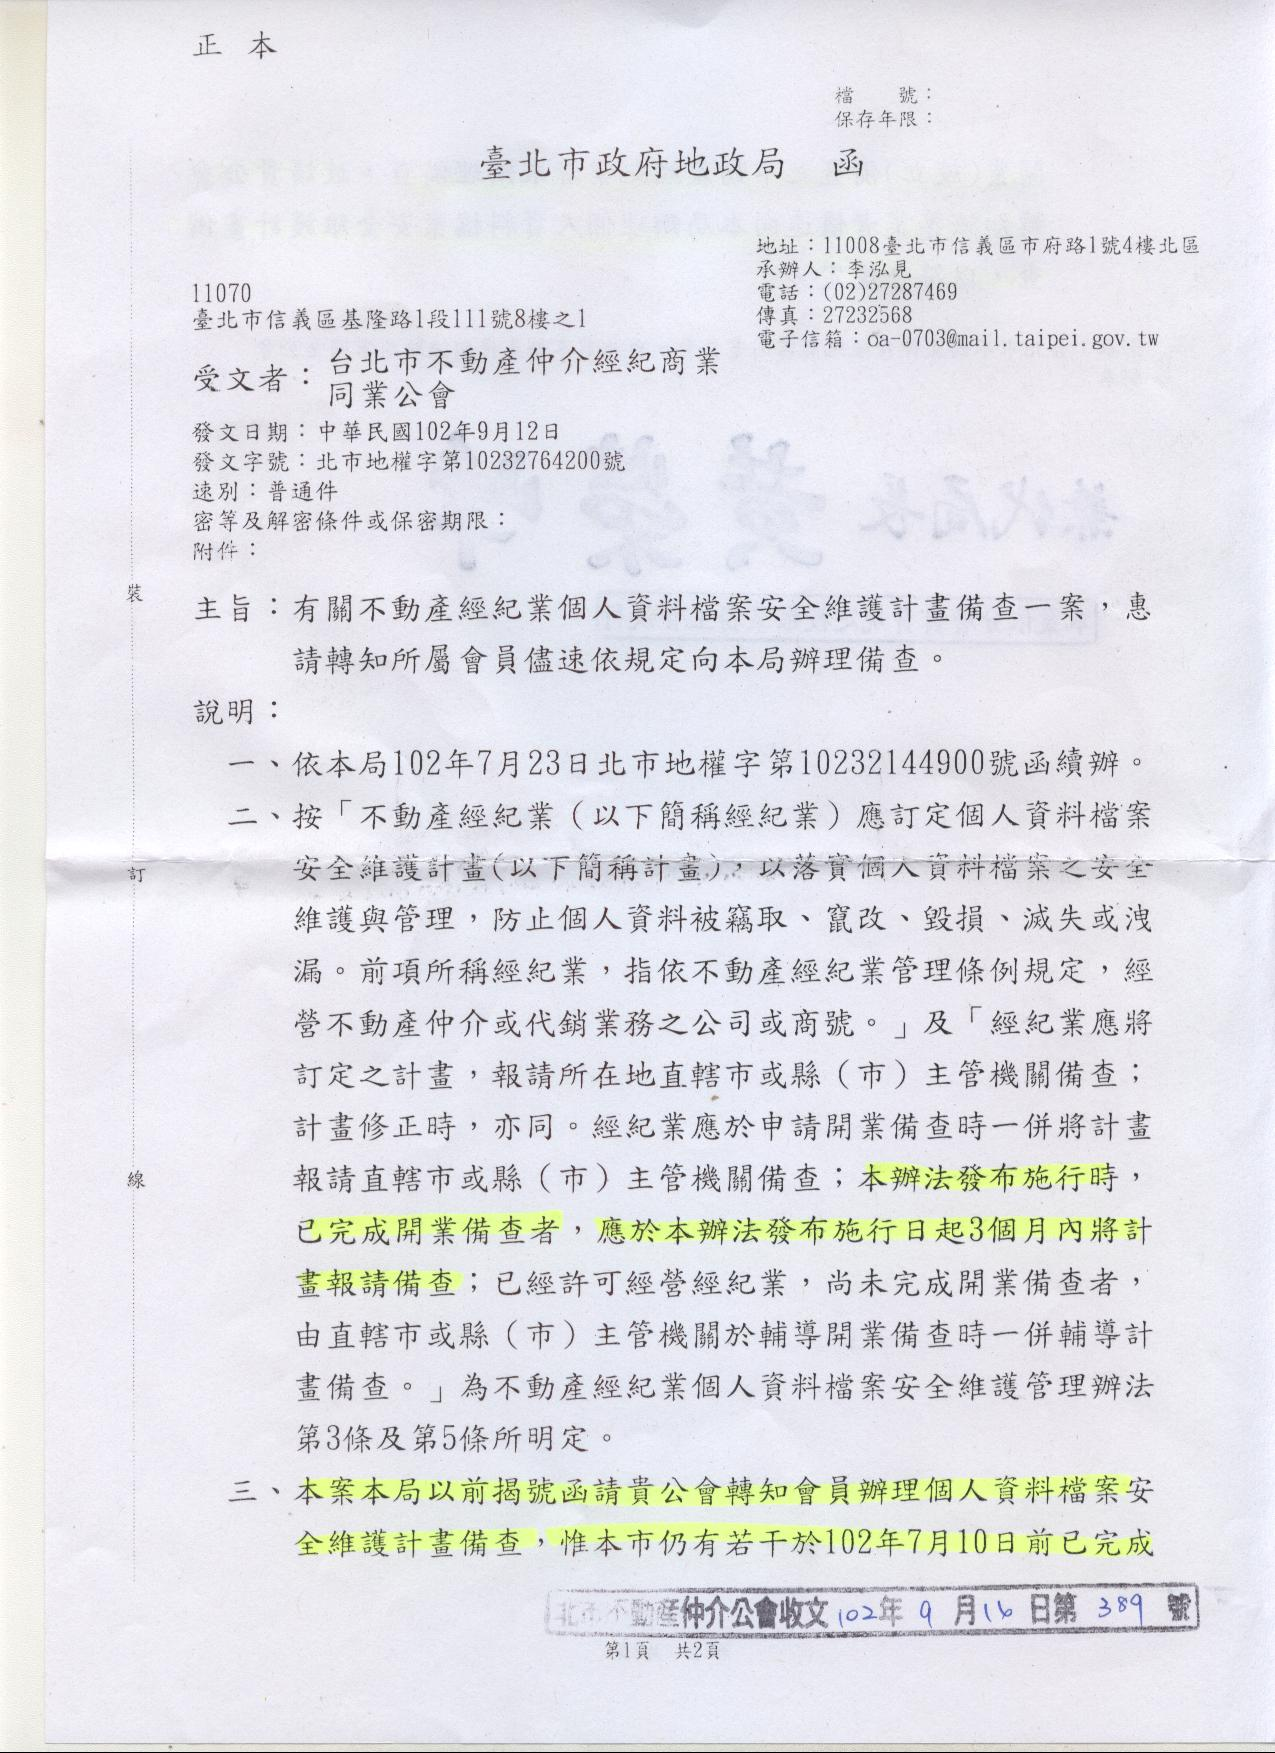 正 本
檔 號：
保存年限：
臺北市政府地政局 函
地址：11008臺北市信義區市府路1號4樓北區
承辦人：李泓見
電話：(02)27287469
傳真：27232568
電子信箱：oa-0703@mail.taipei.gov.tw
11070
臺北市信義區基隆路1段111號8樓之1
受文者：台北市不動產仲介經紀商業
同業公會
發文日期：中華民國102年9月12日
發文字號：北市地權字第10232764200號
速別：普通件
密等及解密條件或保密期限：
附件：
主旨：有關不動產經紀業個人資料檔案安全維護計畫備查一案，惠
請轉知所屬會員儘速依規定向本局辦理備查。
說明：
一、依本局102年7月23日北市地權字第10232144900號函續辦。
二、按「不動產經紀業（以下簡稱經紀業）應訂定個人資料檔案
安全維護計畫(以下簡稱計畫)，以落實個人資料檔案之安全
維護與管理，防止個人資料被竊取、竄改、毀損、滅失或洩
漏。前項所稱經紀業，指依不動產經紀業管理條例規定，經
營不動產仲介或代銷業務之公司或商號。」及「經紀業應將
訂定之計畫，報請所在地直轄市或縣（市）主管機關備查；
計畫修正時，亦同。經紀業應於申請開業備查時一併將計畫
報請直轄市或縣（市）主管機關備查；本辦法發布施行時，
已完成開業備查者，應於本辦法發布施行日起3個月內將計
畫報請備查；已經許可經營經紀業，尚未完成開業備查者，
由直轄市或縣（市）主管機關於輔導開業備查時一併輔導計
畫備查。」為不動產經紀業個人資料檔案安全維護管理辦法
第3條及第5條所明定。
三、本案本局以前揭號函請貴公會轉知會員辦理個人資料檔案安
全維護計畫備查，惟本市仍有若干於102年7月10日前已完成
裝
訂
線
北市不動產仲介公會收文102年9月16日第389號
第1頁 共2頁